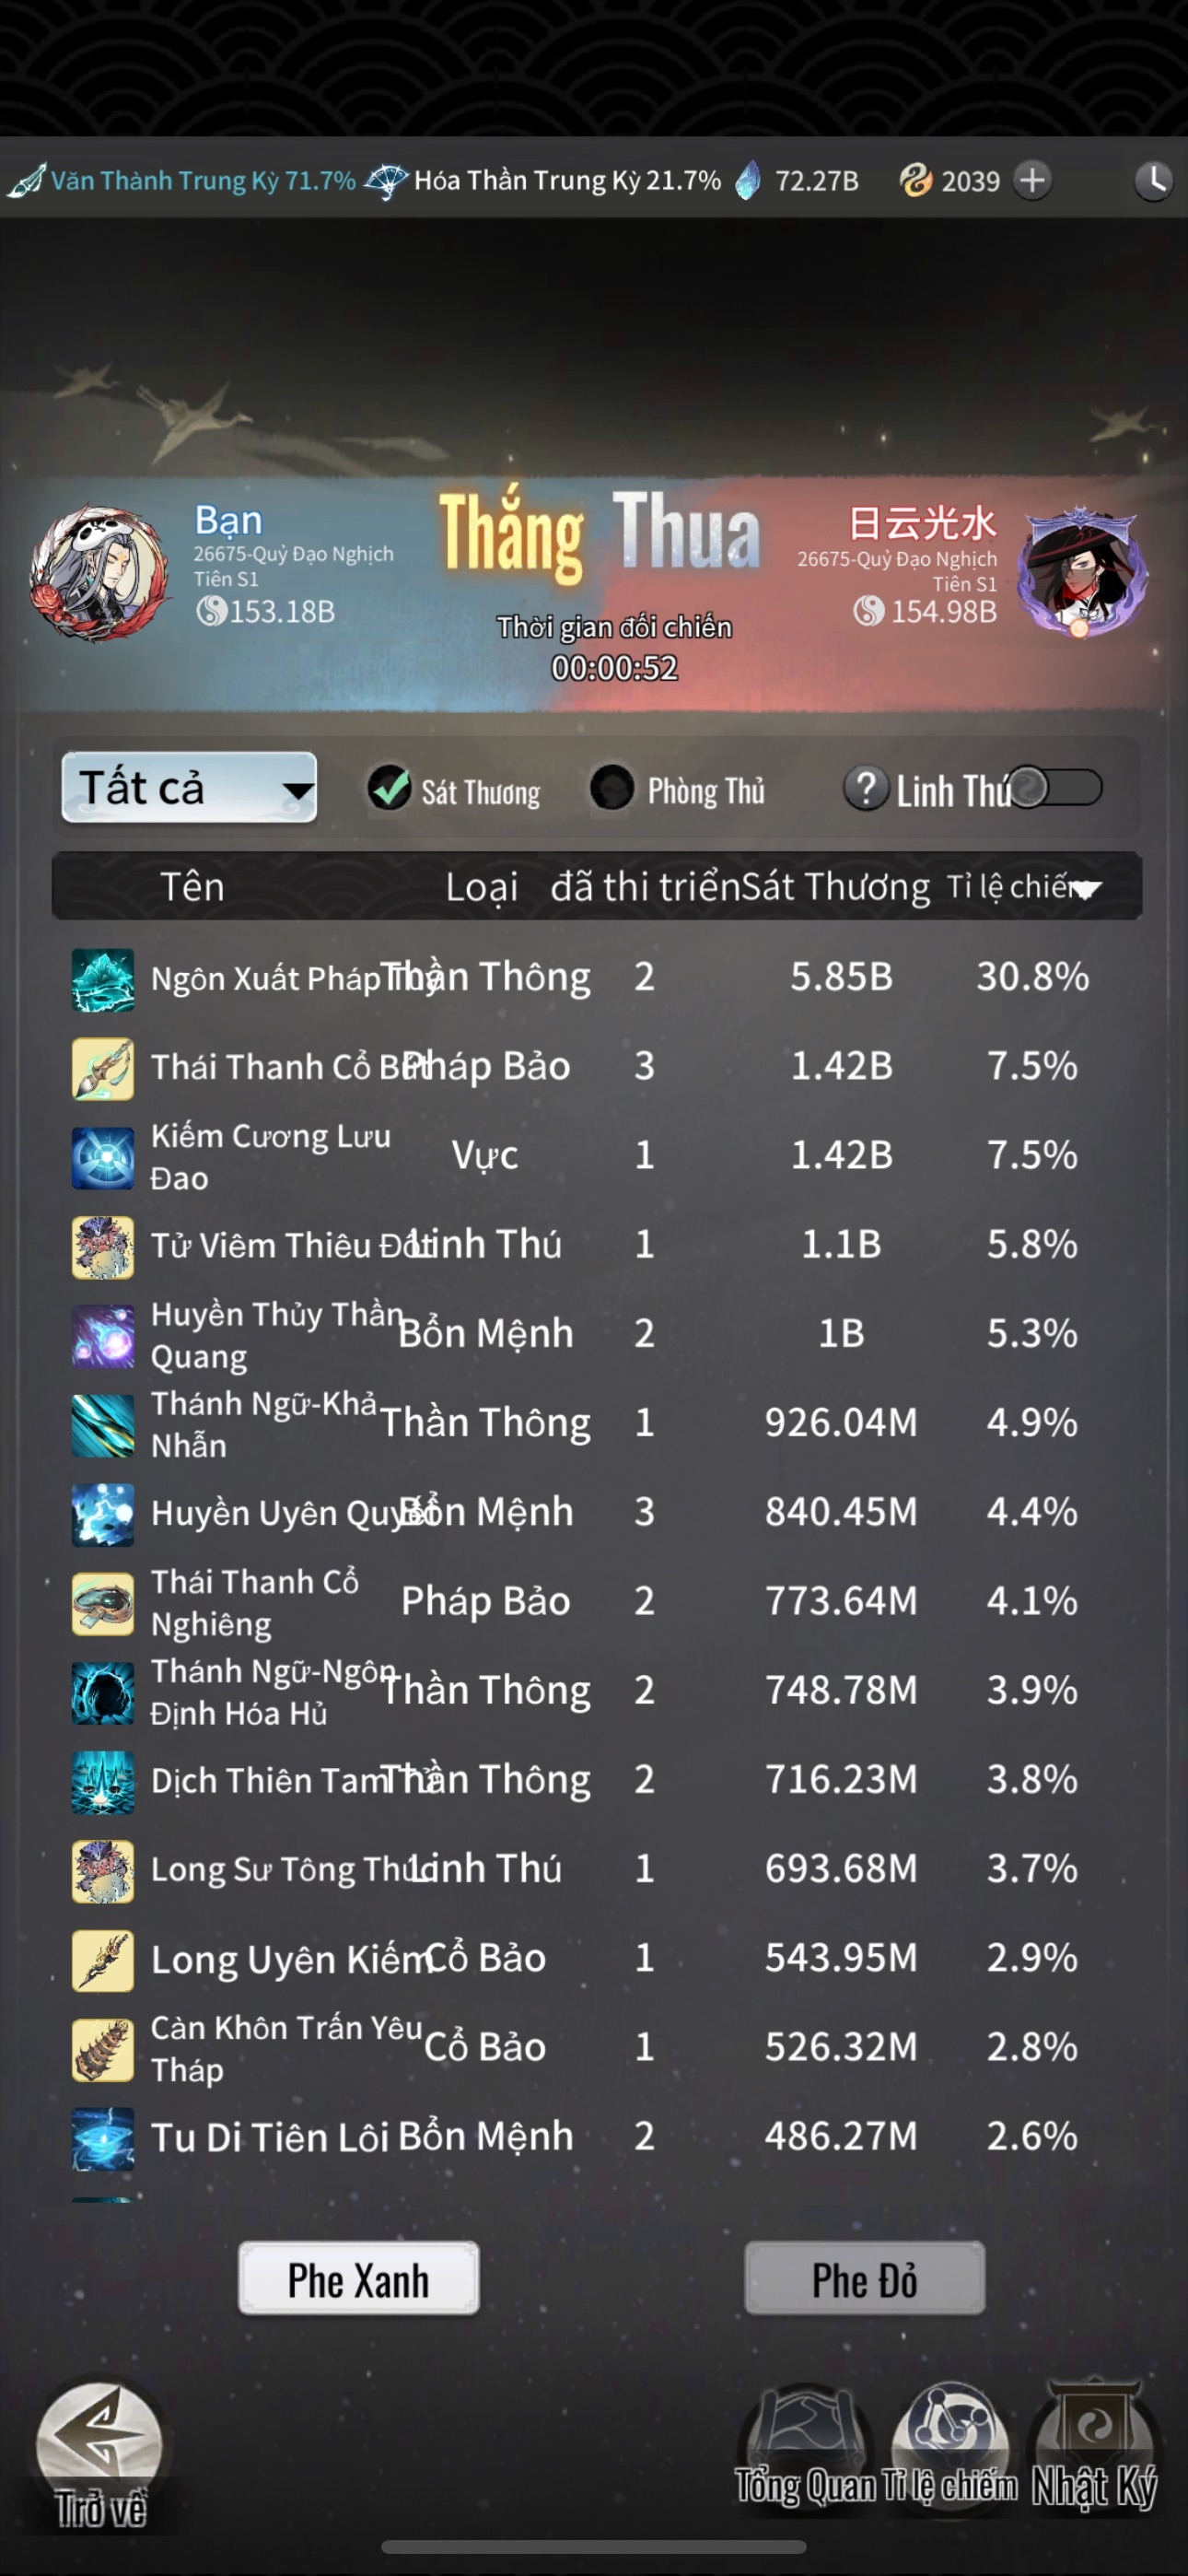 Văn Thành Trung Kỳ 71.7% Hóa Thần Trung Kỳ 21.7% 72.27B 2039
Thắng Thua
Bạn
26675-Quỷ Đạo Nghịch
Tiên S1
153.18B
日云光水
26675-Quỷ Đạo Nghịch
Tiên S1
154.98B
Thời gian đối chiến
00:00:52
Tất cả Sát Thương Phòng Thủ ? Linh Thú
Tên Loại đã thi triển Sát Thương Tỉ lệ chiếm
Ngôn Xuất Pháp Tùy Thần Thông 2 5.85B 30.8%
Thái Thanh Cổ Bút Pháp Bảo 3 1.42B 7.5%
Kiếm Cương Lưu
Đao
Vực 1 1.42B 7.5%
Tử Viêm Thiêu Đốt Linh Thú 1 1.1B 5.8%
Huyền Thủy Thần
Quang
Bổn Mệnh 2 1B 5.3%
Thánh Ngữ-Khả
Nhẫn
Thần Thông 1 926.04M 4.9%
Huyền Uyên Quyết Bổn Mệnh 3 840.45M 4.4%
Thái Thanh Cổ
Nghiêng
Pháp Bảo 2 773.64M 4.1%
Thánh Ngữ-Ngôn
Định Hóa Hủ
Thần Thông 2 748.78M 3.9%
Dịch Thiên Tam Thần Thông 2 716.23M 3.8%
Long Sư Tông Thúc Linh Thú 1 693.68M 3.7%
Long Uyên Kiếm Cổ Bảo 1 543.95M 2.9%
Càn Khôn Trấn Yêu
Tháp
Cổ Bảo 1 526.32M 2.8%
Tu Di Tiên Lôi Bổn Mệnh 2 486.27M 2.6%
Phe Xanh Phe Đỏ
Trở về Tổng Quan Tỉ lệ chiếm Nhật Ký